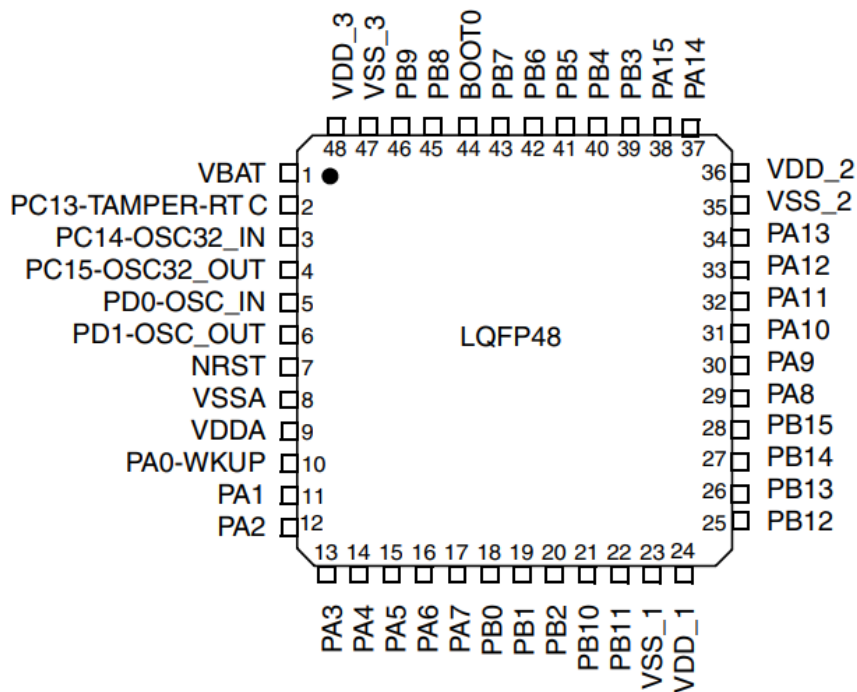 VDD_3
VSS_3
PB9
PB8
BOOT0
PB7
PB6
PB5
PB4
PB3
PA15
PA14
48 47 46 45 44 43 42 41 40 39 38 37
VBAT 1
PC13-TAMPER-RTC 2
PC14-OSC32_IN 3
PC15-OSC32_OUT 4
PD0-OSC_IN 5
PD1-OSC_OUT 6
NRST 7
VSSA 8
VDDA 9
PA0-WKUP 10
PA1 11
PA2 12
LQFP48
36 VDD_2
35 VSS_2
34 PA13
33 PA12
32 PA11
31 PA10
30 PA9
29 PA8
28 PB15
27 PB14
26 PB13
25 PB12
13 14 15 16 17 18 19 20 21 22 23 24
PA3
PA4
PA5
PA6
PA7
PB0
PB1
PB2
PB10
PB11
VSS_1
VDD_1